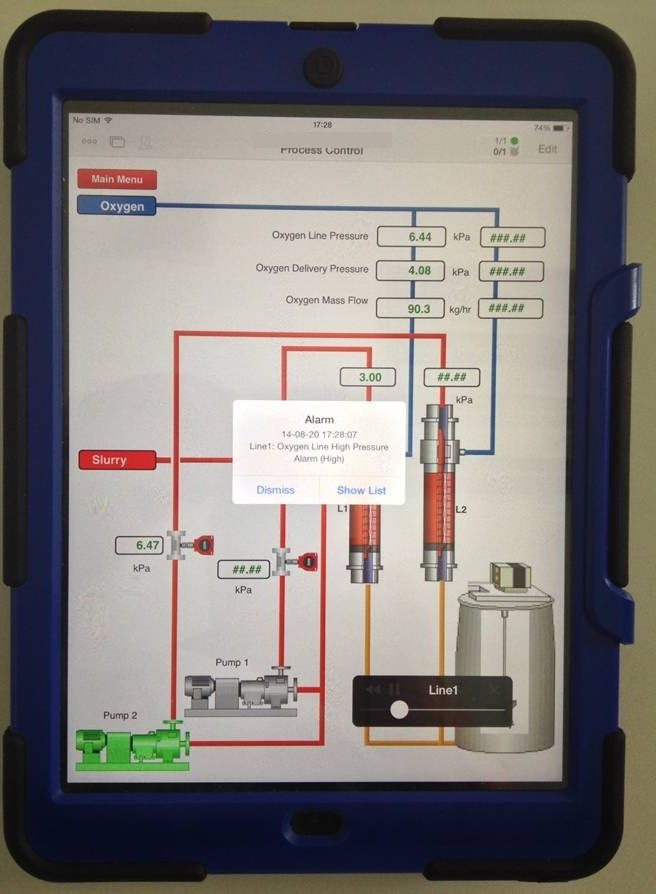 No SIM
17:28
74%
1/1
0/1
Process Control
Edit
Main Menu
Oxygen
Oxygen Line Pressure 6.44 kPa ###.##
Oxygen Delivery Pressure 4.08 kPa ###.##
Oxygen Mass Flow 90.3 kg/hr ###.##
3.00 ##.##
kPa
Alarm
14-08-20 17:28:07
Line1: Oxygen Line High Pressure
Alarm (High)
Dismiss Show List
Slurry
L1 L2
6.47
kPa
##.##
kPa
Pump 1
Line1
Pump 2